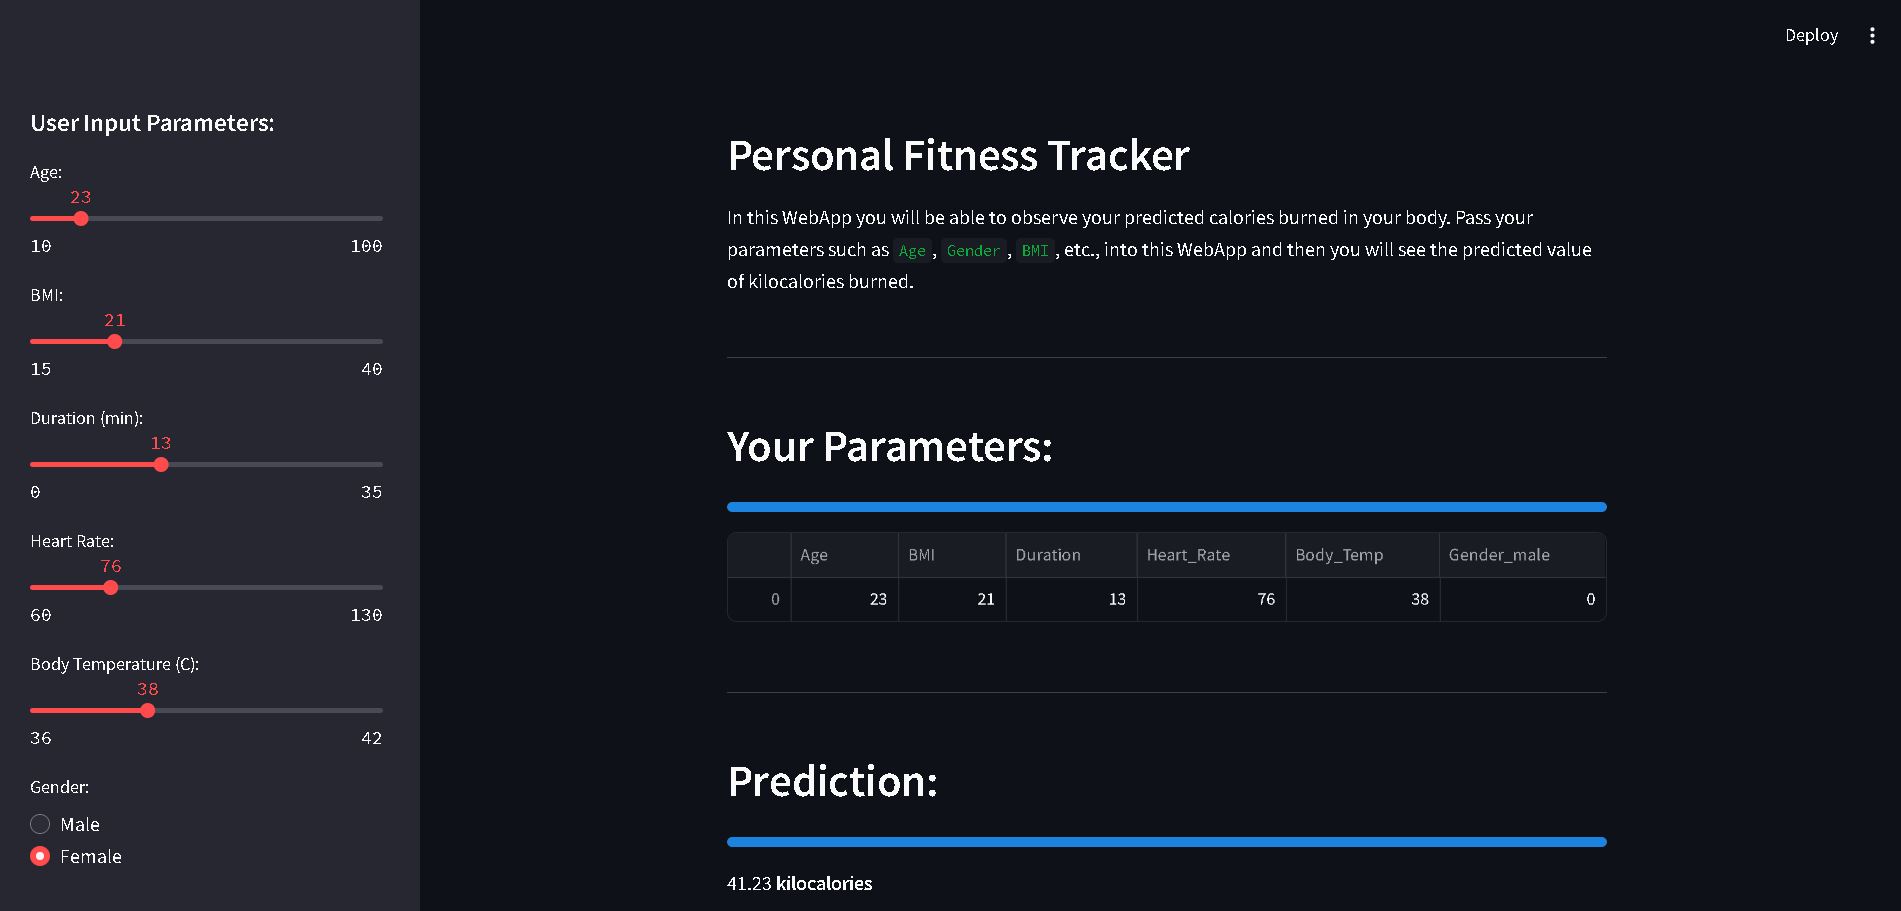 Deploy
User Input Parameters:
Age:
23
10 100
BMI:
21
15 40
Duration (min):
13
0 35
Heart Rate:
76
60 130
Body Temperature (C):
38
36 42
Gender:
Male
Female
Personal Fitness Tracker
In this WebApp you will be able to observe your predicted calories burned in your body. Pass your
parameters such as Age , Gender , BMI , etc., into this WebApp and then you will see the predicted value
of kilocalories burned.
Your Parameters:
Age BMI Duration Heart_Rate Body_Temp Gender_male
0 23 21 13 76 38 0
Prediction:
41.23 kilocalories